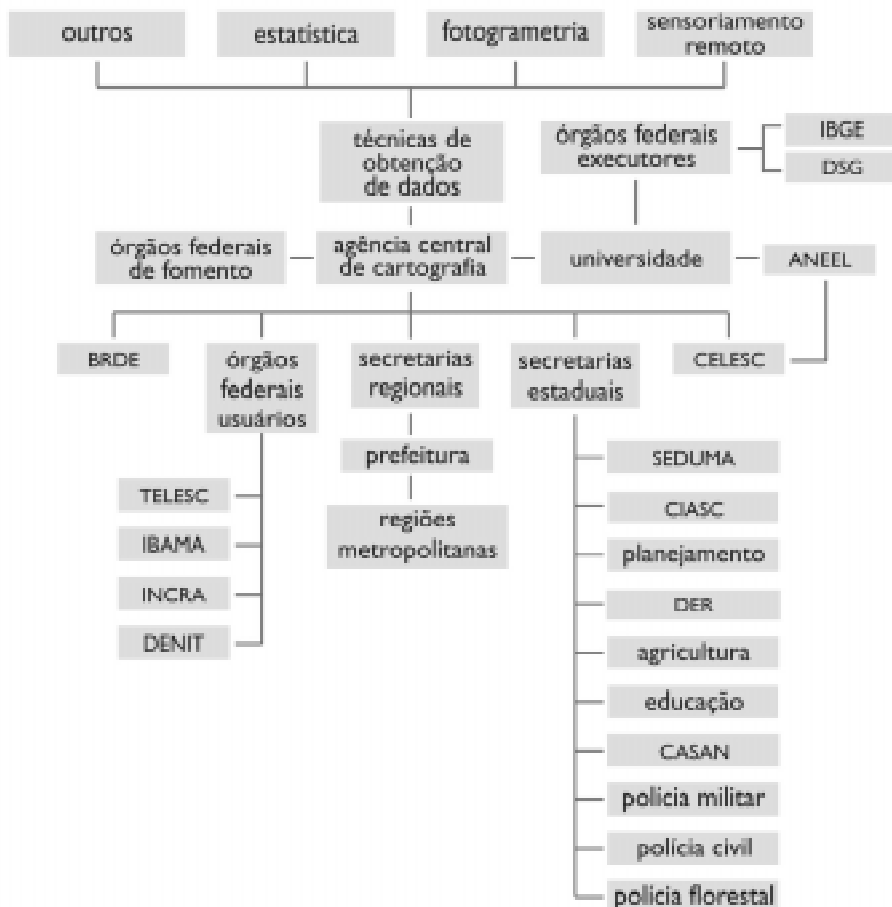 outros
estatística
fotogrametria
sensoriamento
remoto
técnicas de
obtenção
de dados
órgãos federais
executores
IBGE
DSG
órgãos federais
de fomento
agência central
de cartografia
universidade
ANEEL
BRDE
órgãos
federais
usuários
secretarias
regionais
secretarias
estaduais
CELESC
prefeitura
regiões
metropolitanas
TELESC
IBAMA
INCRA
DENIT
SEDUMA
CIASC
planejamento
DER
agricultura
educação
CASAN
policia militar
polícia civil
policia florestal